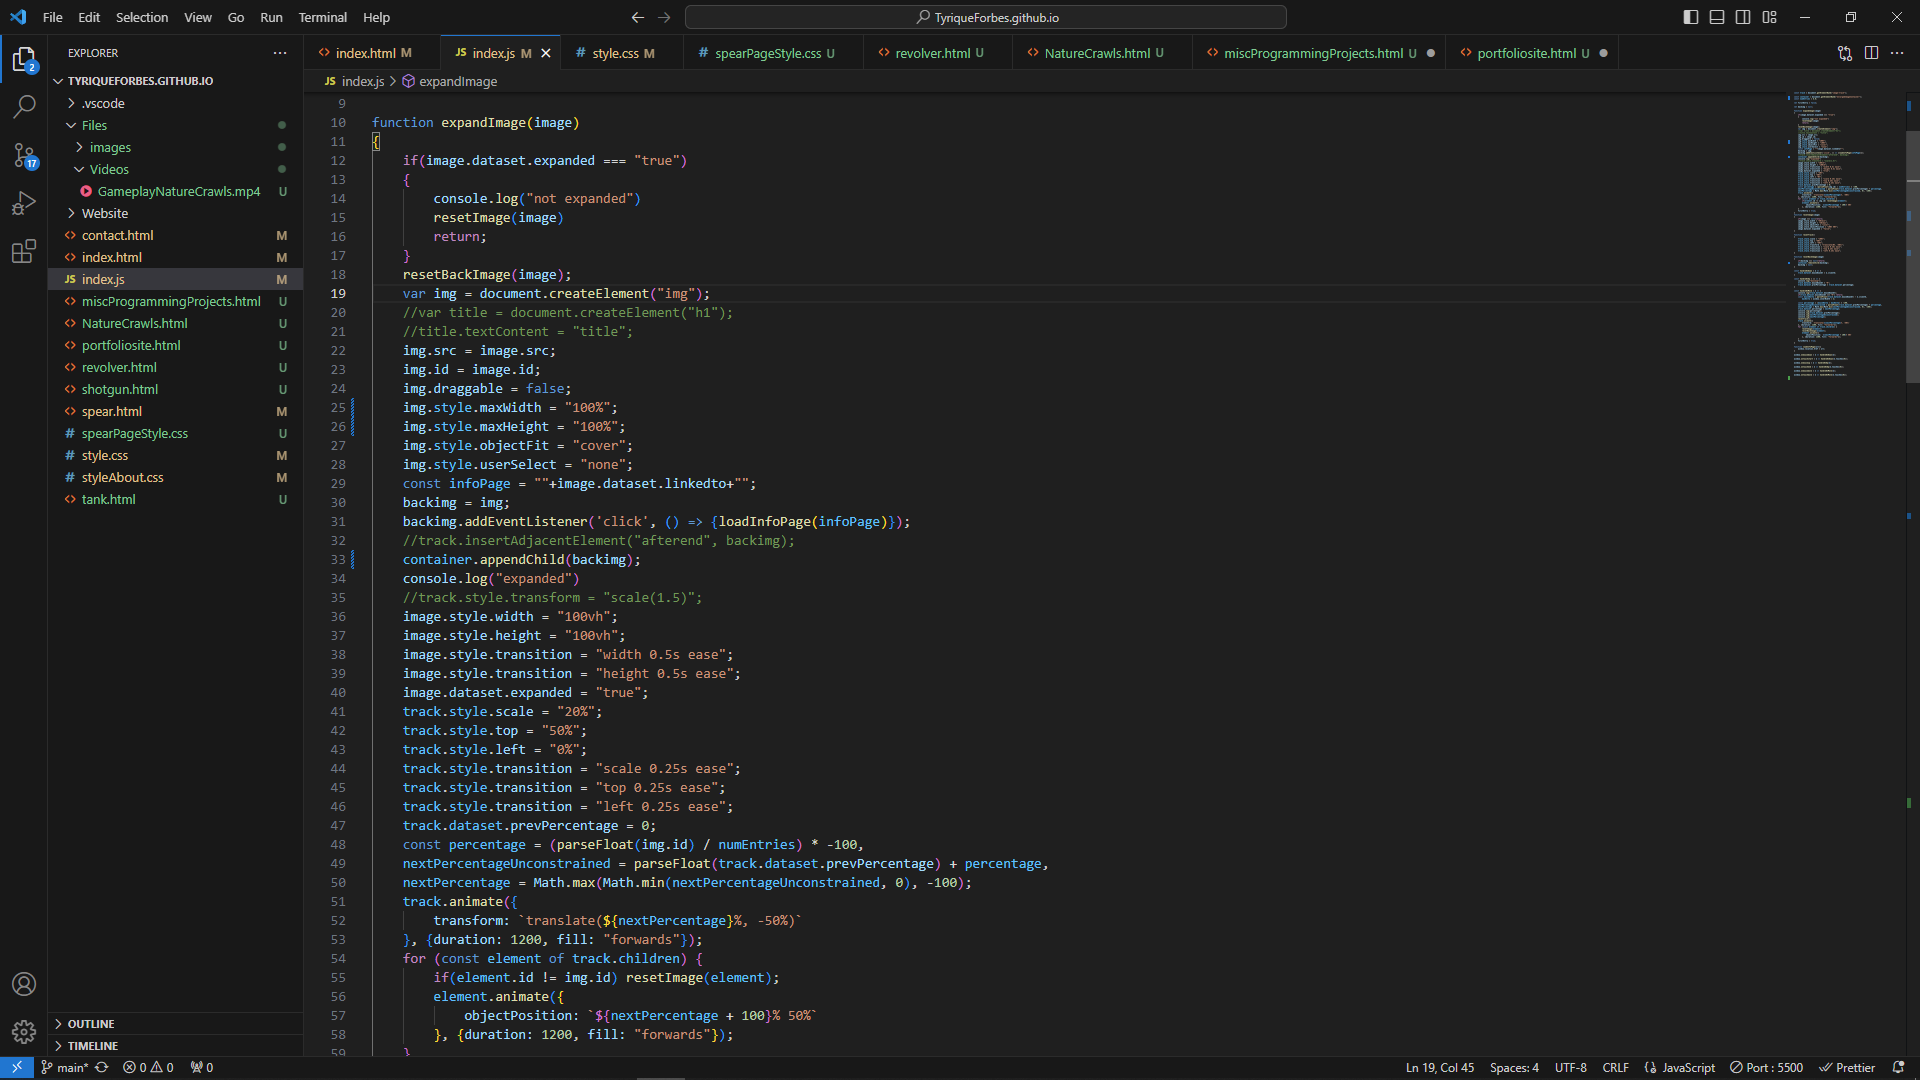 File Edit Selection View Go Run Terminal Help
TyriqueForbes.github.io
EXPLORER
index.html M
JS index.js M
# style.css M
# spearPageStyle.css U
revolver.html U
NatureCrawls.html U
miscProgrammingProjects.html U
portfoliosite.html U
JS index.js > expandImage
TYRIQUEFORBES.GITHUB.IO
.vscode
Files
images
Videos
GameplayNatureCrawls.mp4 U
Website
contact.html M
index.html M
JS index.js M
miscProgrammingProjects.html U
NatureCrawls.html U
portfoliosite.html U
revolver.html U
shotgun.html U
spear.html M
# spearPageStyle.css U
# style.css M
# styleAbout.css M
tank.html U
OUTLINE
TIMELINE
2
17
9
10 function expandImage(image)
11 {
12 if(image.dataset.expanded === "true")
13 {
14 console.log("not expanded")
15 resetImage(image)
16 return;
17 }
18 resetBackImage(image);
19 var img = document.createElement("img");
20 //var title = document.createElement("h1");
21 //title.textContent = "title";
22 img.src = image.src;
23 img.id = image.id;
24 img.draggable = false;
25 img.style.maxWidth = "100%";
26 img.style.maxHeight = "100%";
27 img.style.objectFit = "cover";
28 img.style.userSelect = "none";
29 const infoPage = ""+image.dataset.linkedto+"";
30 backimg = img;
31 backimg.addEventListener('click', () => {loadInfoPage(infoPage)});
32 //track.insertAdjacentElement("afterend", backimg);
33 container.appendChild(backimg);
34 console.log("expanded")
35 //track.style.transform = "scale(1.5)";
36 image.style.width = "100vh";
37 image.style.height = "100vh";
38 image.style.transition = "width 0.5s ease";
39 image.style.transition = "height 0.5s ease";
40 image.dataset.expanded = "true";
41 track.style.scale = "20%";
42 track.style.top = "50%";
43 track.style.left = "0%";
44 track.style.transition = "scale 0.25s ease";
45 track.style.transition = "top 0.25s ease";
46 track.style.transition = "left 0.25s ease";
47 track.dataset.prevPercentage = 0;
48 const percentage = (parseFloat(img.id) / numEntries) * -100,
49 nextPercentageUnconstrained = parseFloat(track.dataset.prevPercentage) + percentage,
50 nextPercentage = Math.max(Math.min(nextPercentageUnconstrained, 0), -100);
51 track.animate({
52 transform: `translate(${nextPercentage}%, -50%)`
53 }, {duration: 1200, fill: "forwards"});
54 for (const element of track.children) {
55 if(element.id != img.id) resetImage(element);
56 element.animate({
57 objectPosition: `${nextPercentage + 100}% 50%`
58 }, {duration: 1200, fill: "forwards"});
59 }
main* 0 0 0
Ln 19, Col 45 Spaces: 4 UTF-8 CRLF JavaScript Port : 5500 Prettier